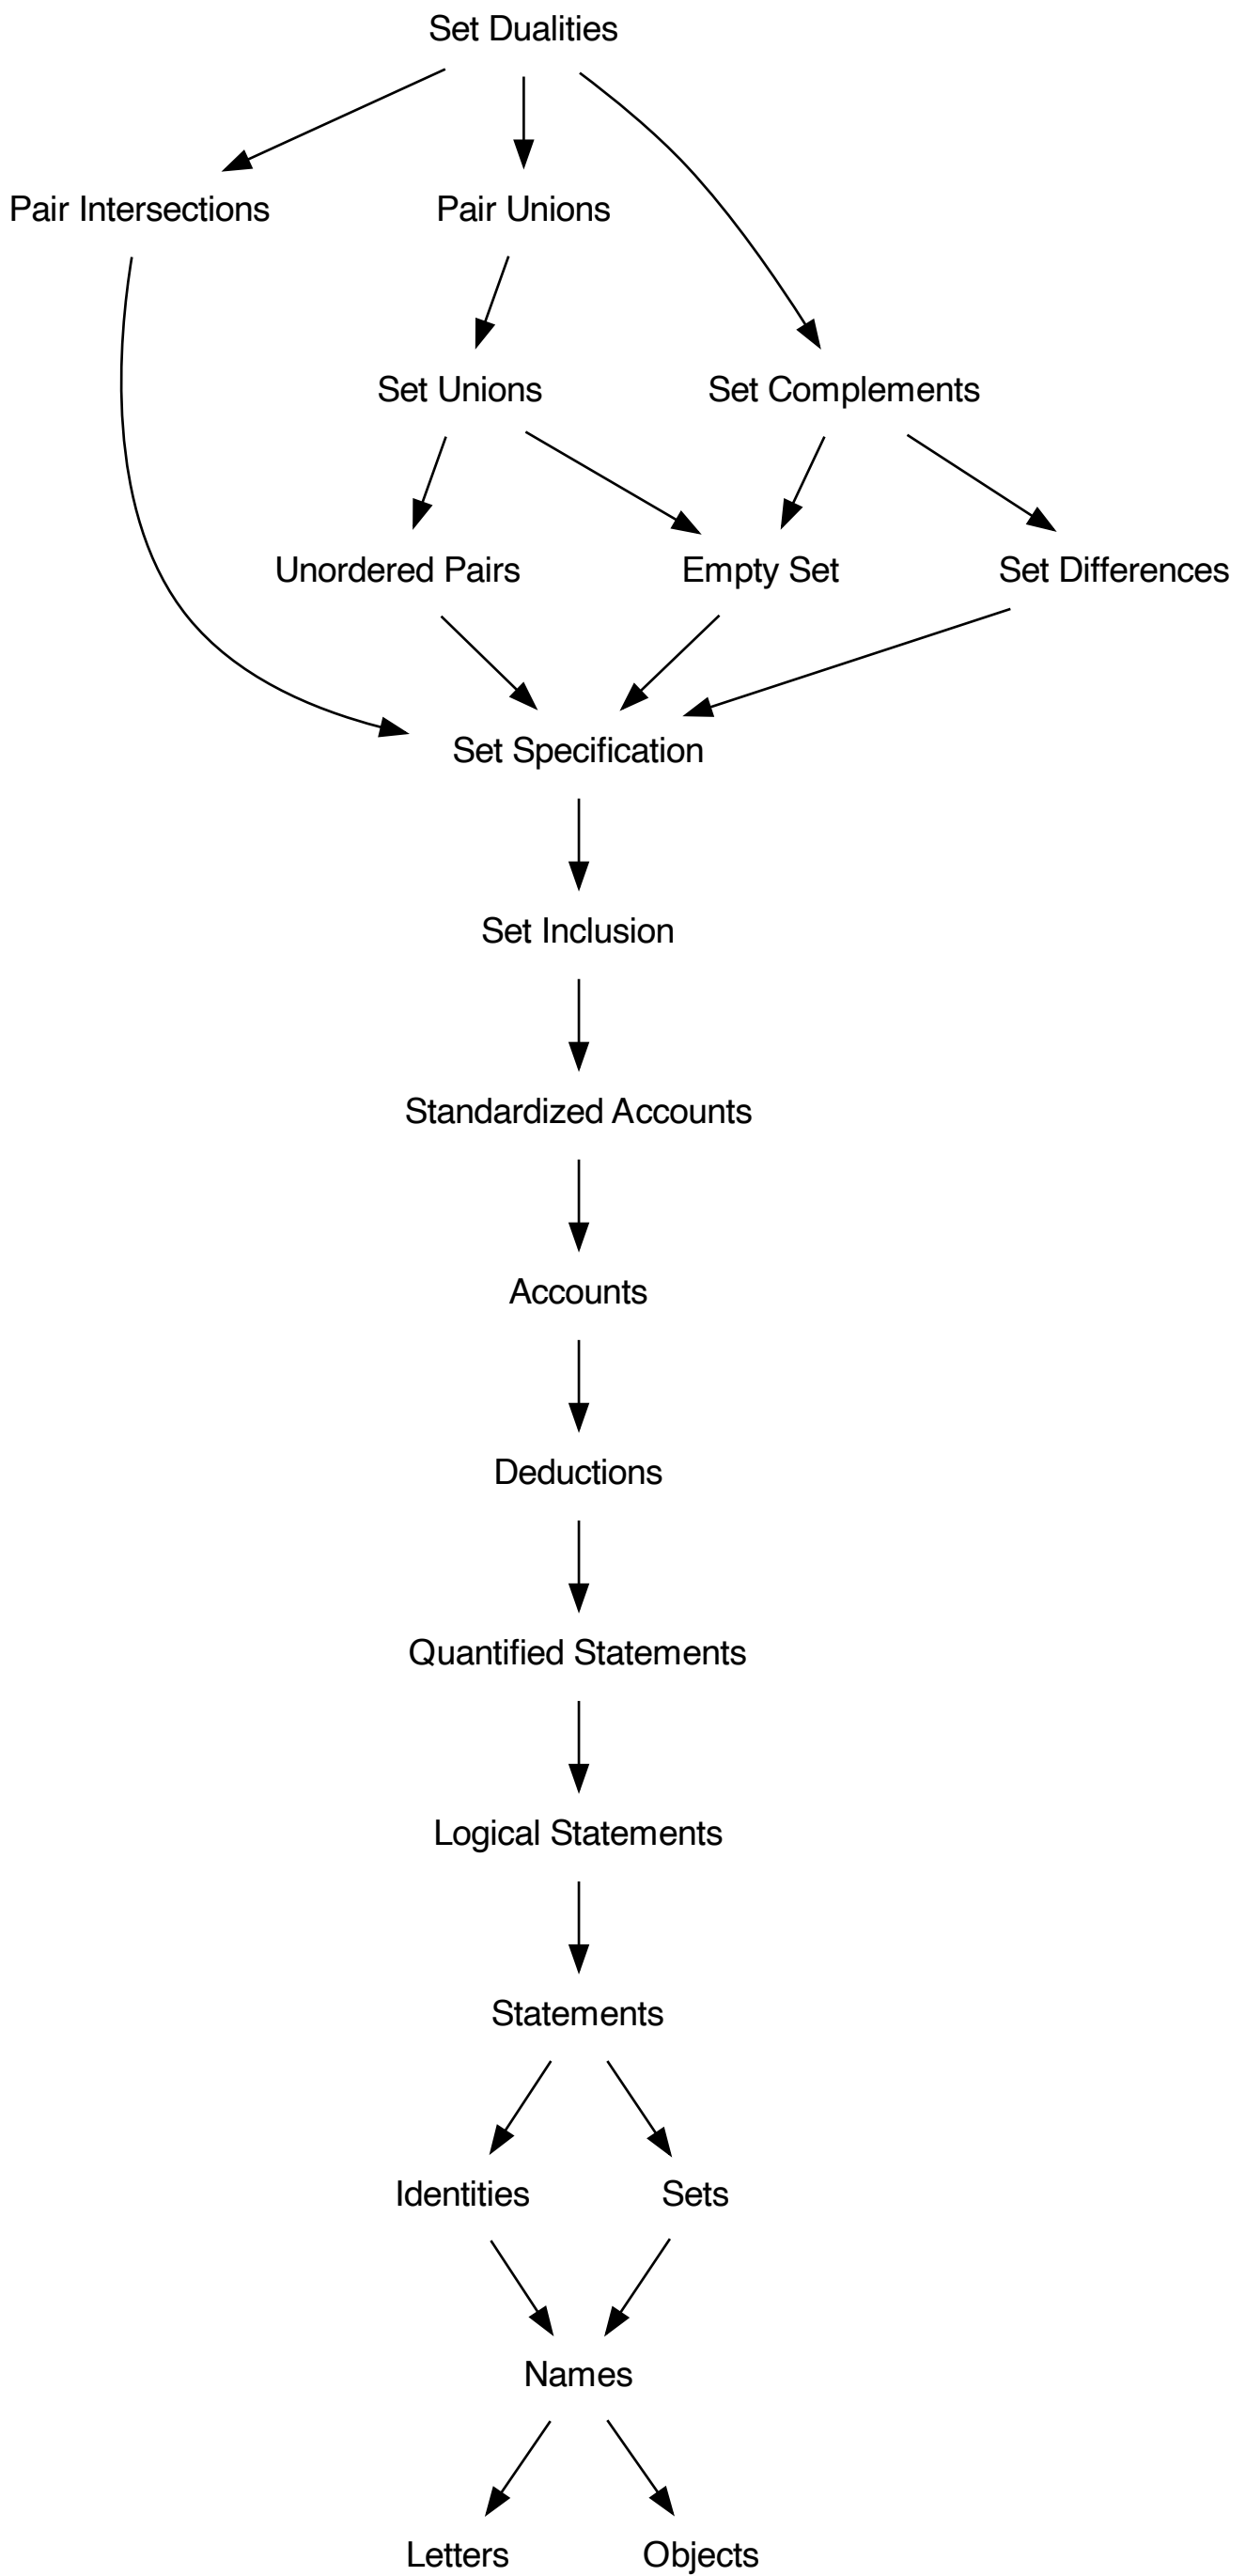 Set Dualities
Pair Intersections
Pair Unions
Set Unions
Set Complements
Unordered Pairs
Empty Set
Set Differences
Set Specification
Set Inclusion
Standardized Accounts
Accounts
Deductions
Quantified Statements
Logical Statements
Statements
Identities
Sets
Names
Letters
Objects